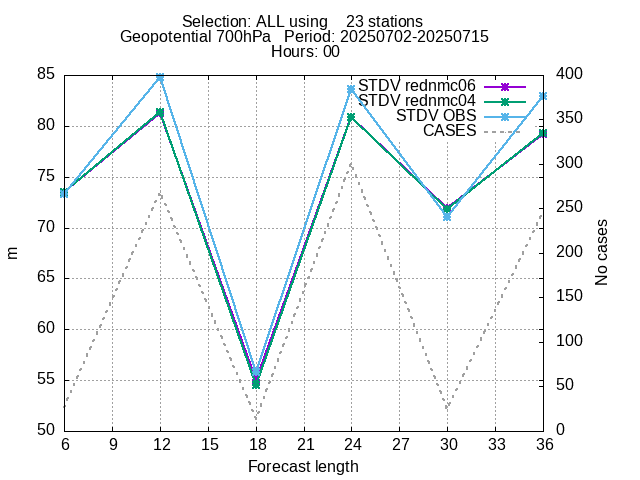 Selection: ALL using    23 stations
Geopotential 700hPa   Period: 20250702-20250715
Hours: 00
STDV rednmc06
STDV rednmc04
STDV OBS
CASES
85
80
75
70
65
60
55
50
m
400
350
300
250
200
150
100
50
0
No cases
6 9 12 15 18 21 24 27 30 33 36
Forecast length